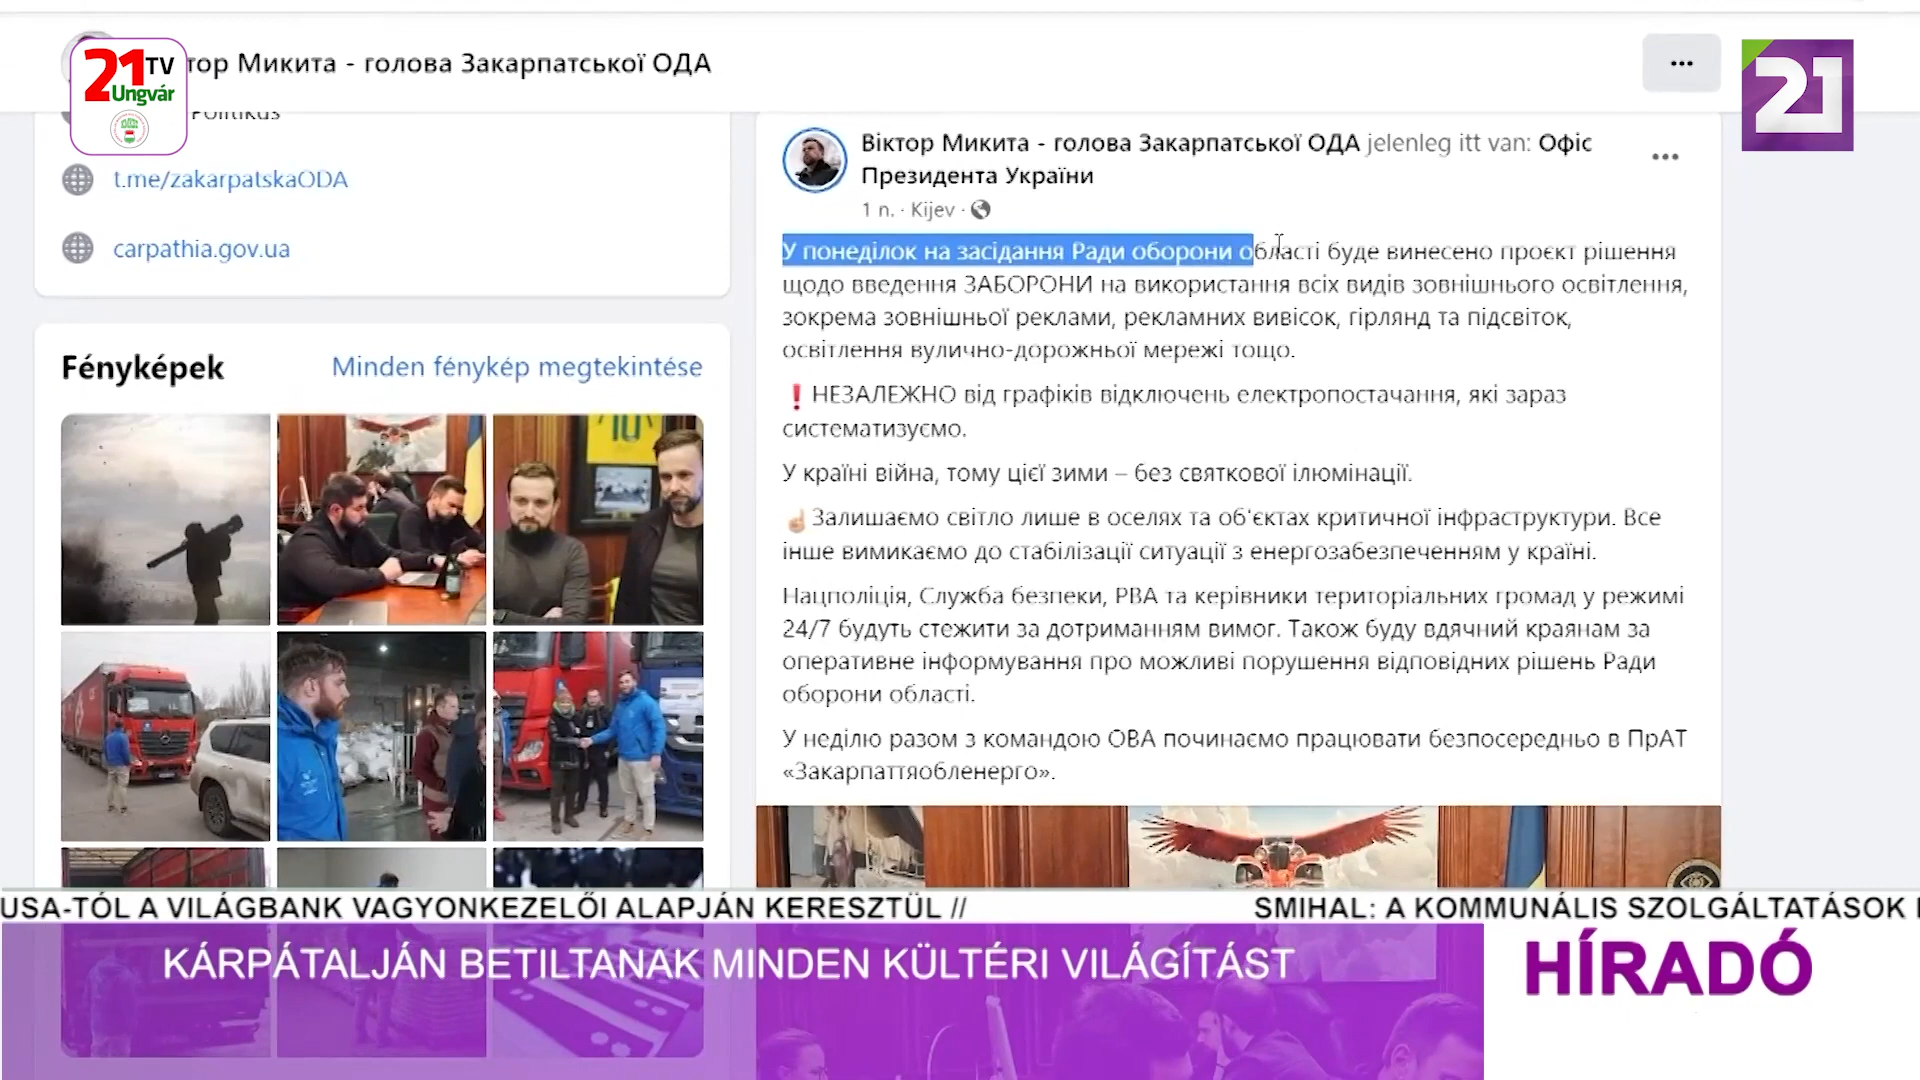 21 TV
Ungvár
тор Микита - голова Закарпатської ОДА
...
21
Politikus
t.me/zakarpatskaODA
carpathia.gov.ua
Fényképek
Minden fénykép megtekintése
10
Віктор Микита - голова Закарпатської ОДА jelenleg itt van: Офіс
Президента України
1 n. · Kijev ·
У понеділок на засідання Ради оборони області буде винесено проєкт рішення
щодо введення ЗАБОРОНИ на використання всіх видів зовнішнього освітлення,
зокрема зовнішньої реклами, рекламних вивісок, гірлянд та підсвіток,
освітлення вулично-дорожньої мережі тощо.
❗НЕЗАЛЕЖНО від графіків відключень електропостачання, які зараз
систематизуємо.
У країні війна, тому цієї зими – без святкової ілюмінації.
☝Залишаємо світло лише в оселях та об'єктах критичної інфраструктури. Все
інше вимикаємо до стабілізації ситуації з енергозабезпеченням у країні.
Нацполіція, Служба безпеки, РВА та керівники територіальних громад у режимі
24/7 будуть стежити за дотриманням вимог. Також буду вдячний краянам за
оперативне інформування про можливі порушення відповідних рішень Ради
оборони області.
У неділю разом з командою ОВА починаємо працювати безпосередньо в ПрАТ
«Закарпаттяобленерго».
USA-TÓL A VILÁGBANK VAGYONKEZELŐI ALAPJÁN KERESZTÜL // SMIHAL: A KOMMUNÁLIS SZOLGÁLTATÁSOK
KÁRPÁTALJÁN BETILTANAK MINDEN KÜLTÉRI VILÁGÍTÁST
HÍRADÓ